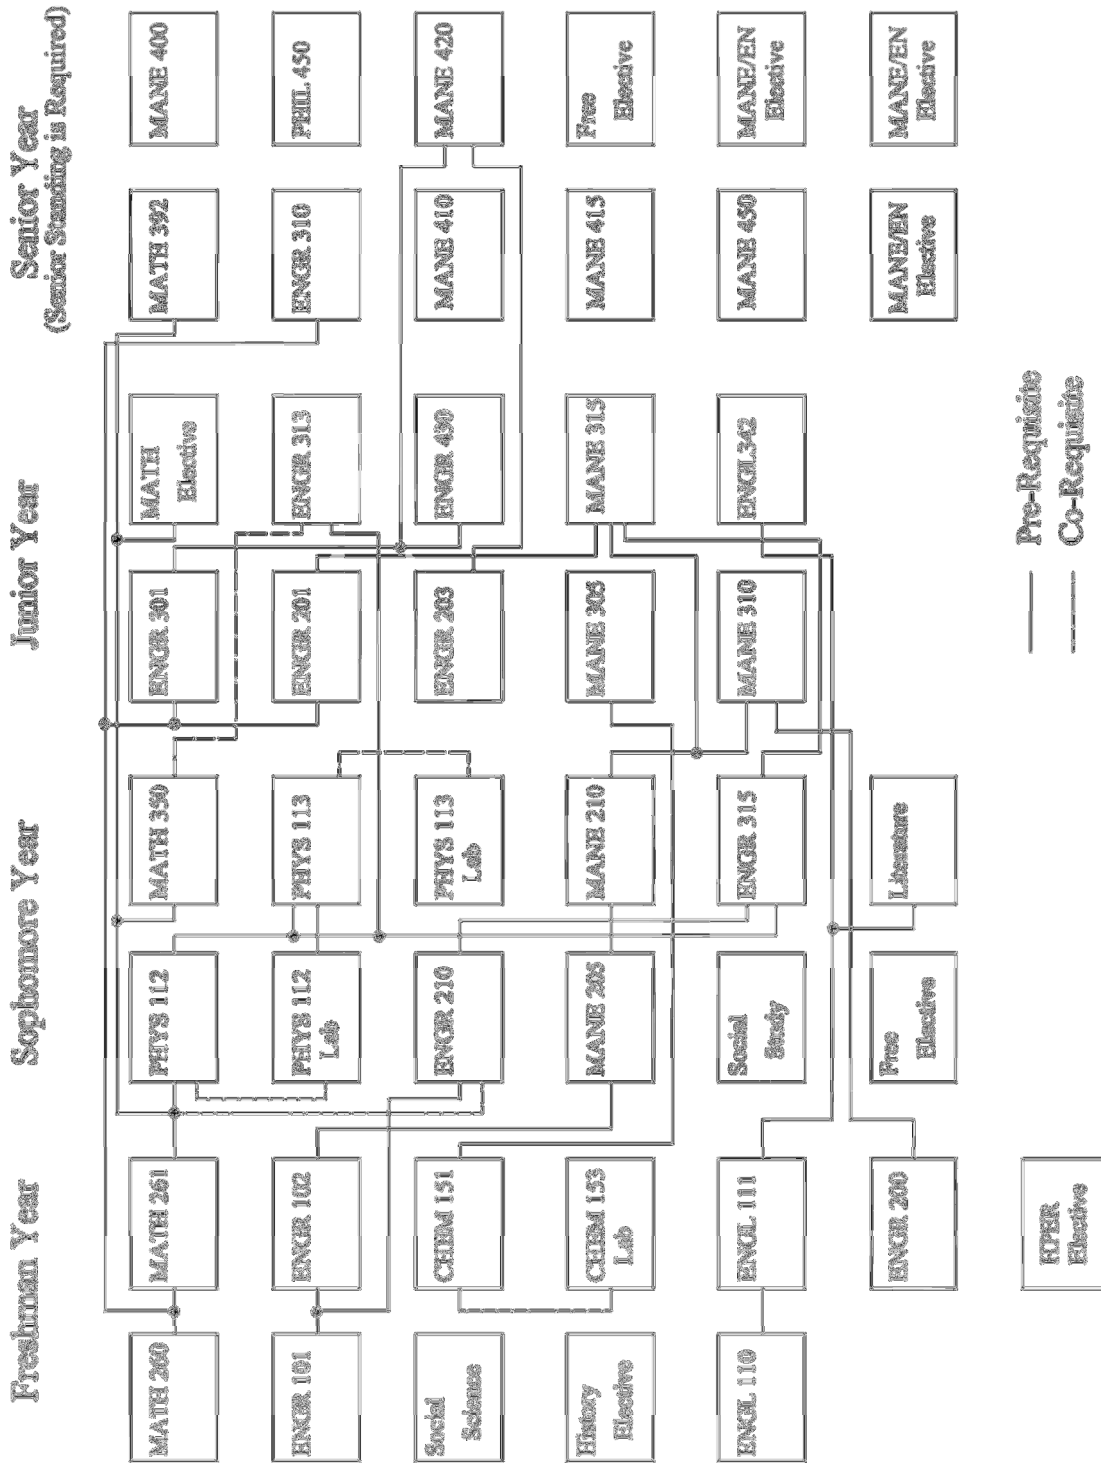 Freshman Year
Sophomore Year
Junior Year
Senior Year
(Senior Standing is Required)
MATH 260
MATH 261
PHYS 112
MATH 350
ENGR 301
MATH
Elective
MATH 392
MANE 400
ENGR 101
ENGR 102
PHYS 112
Lab
PHYS 113
ENGR 201
ENGR 313
ENGR 310
PHIL 450
Social
Science
CHEM 151
ENGR 210
PHYS 113
Lab
ENGR 203
ENGR 430
MANE 410
MANE 420
History
Elective
CHEM 153
Lab
MANE 205
MANE 210
MANE 305
MANE 315
MANE 415
Free
Elective
ENGL 110
ENGL 111
Social
Study
ENGR 315
MANE 310
ENGL342
MANE 450
MANE/EN
Elective
ENGR 200
Free
Elective
Literature
MANE/EN
Elective
MANE/EN
Elective
HPER
Elective
Pre-Requisite
Co-Requisite